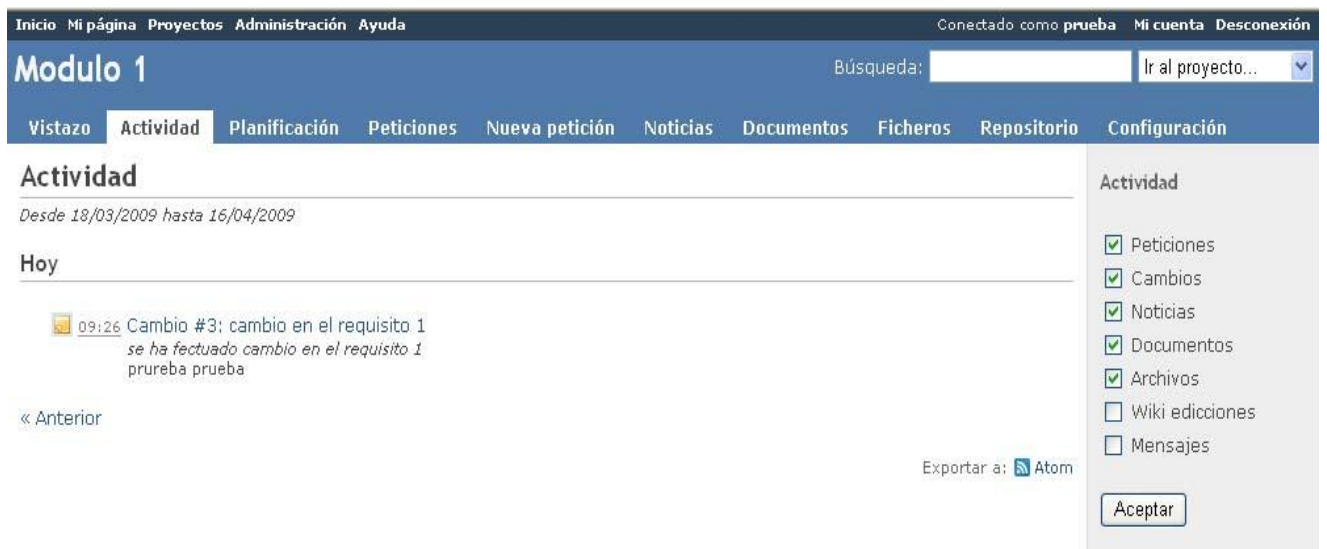 Inicio Mi página Proyectos Administración Ayuda Conectado como prueba Mi cuenta Desconexión
Modulo 1 Búsqueda: Ir al proyecto...
Vistazo Actividad Planificación Peticiones Nueva petición Noticias Documentos Ficheros Repositorio Configuración
Actividad
Desde 18/03/2009 hasta 16/04/2009
Hoy
09:26 Cambio #3: cambio en el requisito 1
se ha fectuado cambio en el requisito 1
prureba prueba
« Anterior
Exportar a: Atom
Actividad
Peticiones
Cambios
Noticias
Documentos
Archivos
Wiki edicciones
Mensajes
Aceptar